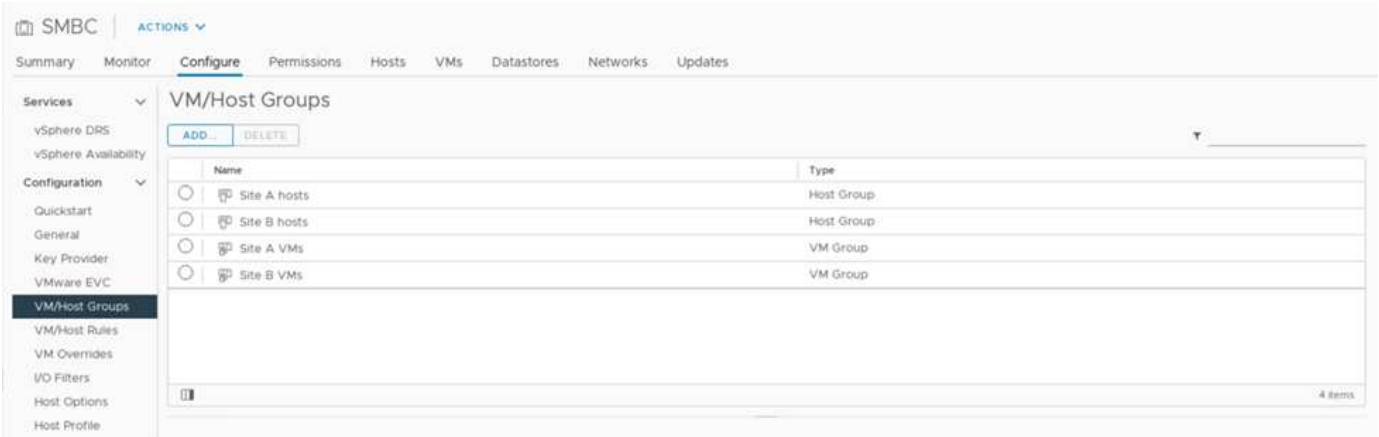 SMBC ACTIONS
Summary Monitor Configure Permissions Hosts VMs Datastores Networks Updates
Services
vSphere DRS
vSphere Availability
Configuration
Quickstart
General
Key Provider
VMware EVC
VM/Host Groups
VM/Host Rules
VM Overrides
I/O Filters
Host Options
Host Profile
VM/Host Groups
ADD... DELETE
Name Type
Site A hosts Host Group
Site B hosts Host Group
Site A VMs VM Group
Site B VMs VM Group
4 items